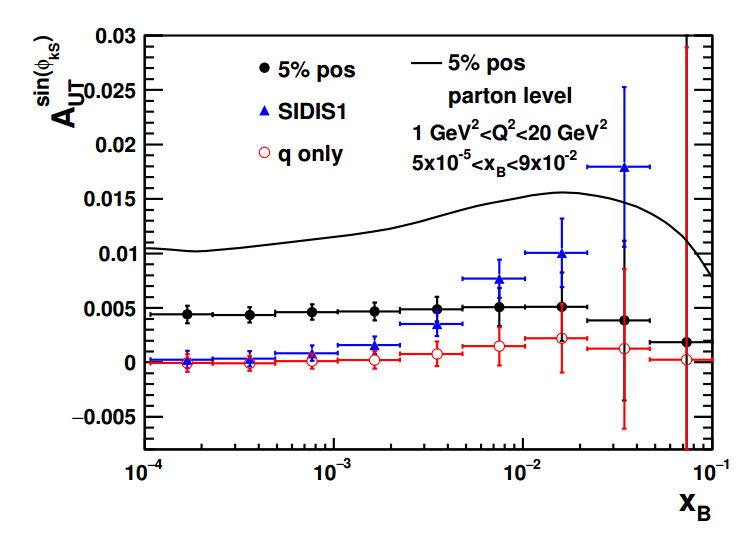 A_UT^sin(ϕ_kS)
0.03
0.025
0.02
0.015
0.01
0.005
0
−0.005
5% pos
SIDIS1
q only
5% pos
parton level
1 GeV²<Q²<20 GeV²
5x10⁻⁵<x_B<9x10⁻²
10⁻⁴
10⁻³
10⁻²
10⁻¹
x_B